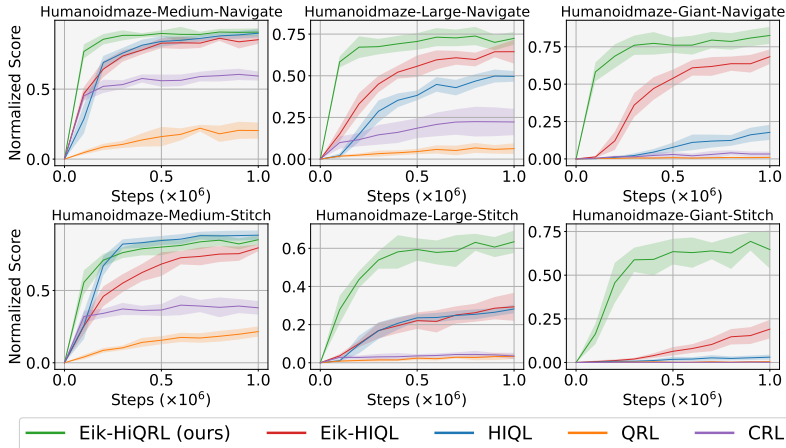 Humanoidmaze-Medium-Navigate Humanoidmaze-Large-Navigate Humanoidmaze-Giant-Navigate
Normalized Score
0.5
0.0
0.75
0.50
0.25
0.00
0.75
0.50
0.25
0.00
0.0 0.5 1.0 0.0 0.5 1.0 0.0 0.5 1.0
Steps (×10⁶) Steps (×10⁶) Steps (×10⁶)
Humanoidmaze-Medium-Stitch Humanoidmaze-Large-Stitch Humanoidmaze-Giant-Stitch
Normalized Score
0.5
0.0
0.6
0.4
0.2
0.0
0.75
0.50
0.25
0.00
0.0 0.5 1.0 0.0 0.5 1.0 0.0 0.5 1.0
Steps (×10⁶) Steps (×10⁶) Steps (×10⁶)
Eik-HiQRL (ours) Eik-HIQL HIQL QRL CRL